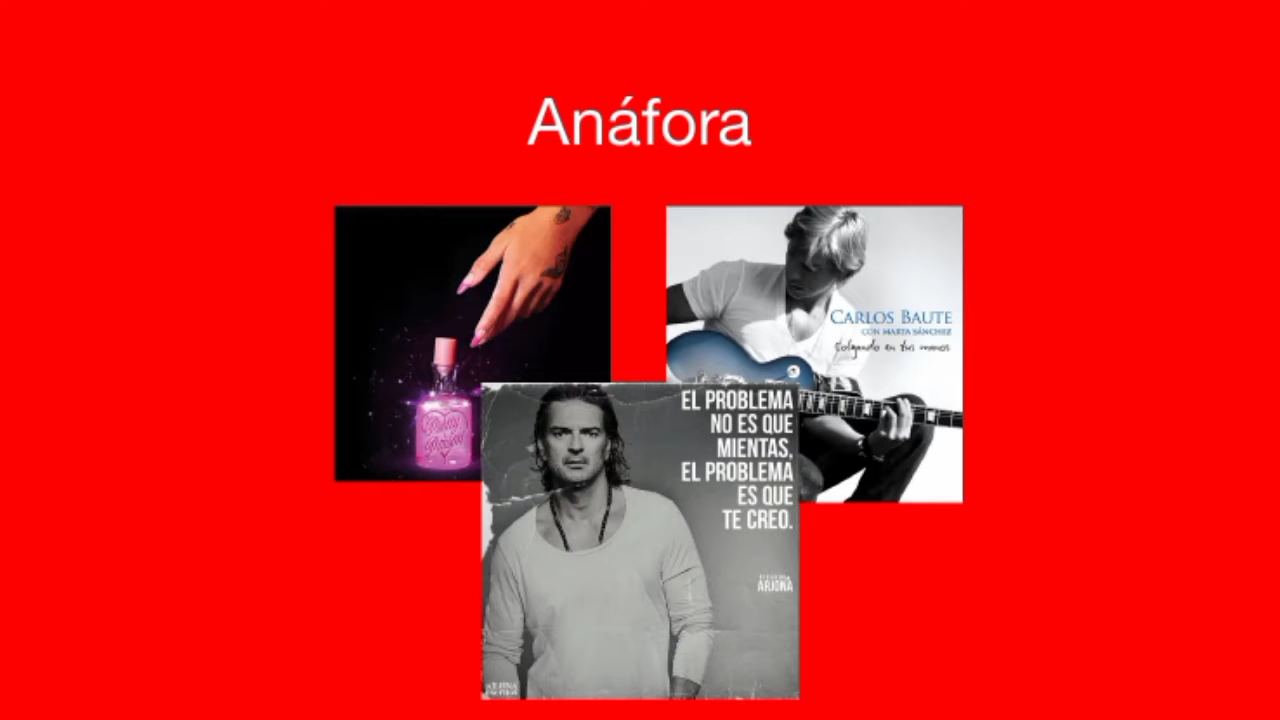 Anáfora
CARLOS BAUTE
CON MARTA SÁNCHEZ
Colgando en tus manos
EL PROBLEMA
NO ES QUE
MIENTAS,
EL PROBLEMA
ES QUE
TE CREO.
ARJONA